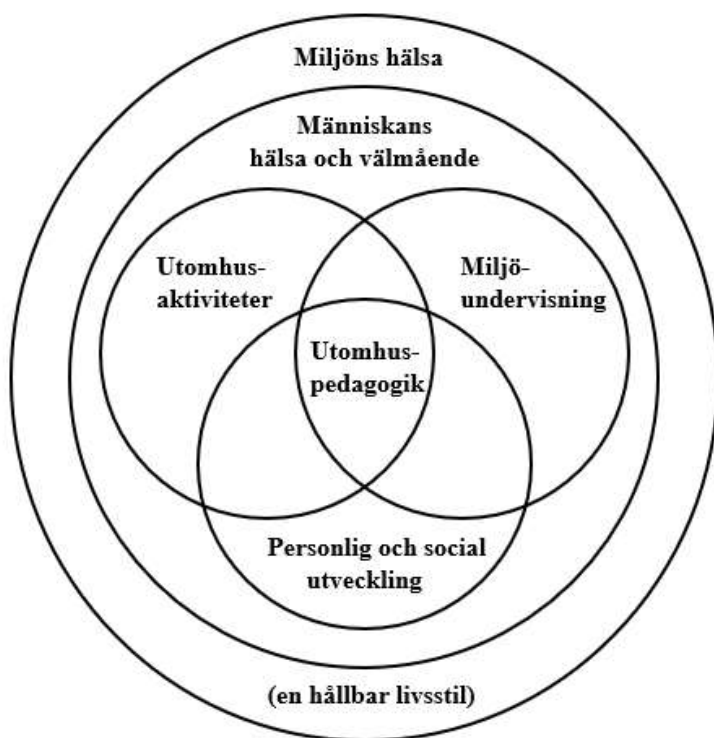 Miljöns hälsa
Människans
hälsa och välmående
Utomhus-
aktiviteter
Miljö-
undervisning
Utomhus-
pedagogik
Personlig och social
utveckling
(en hållbar livsstil)